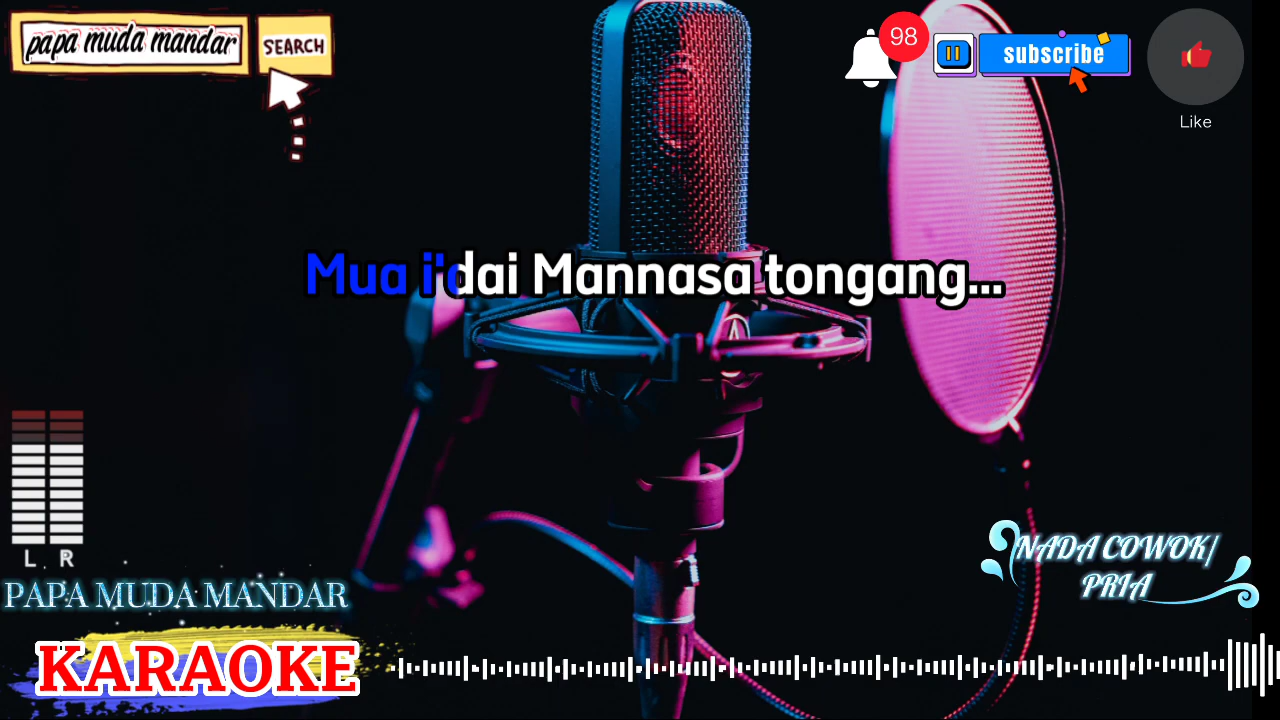 papa muda mandar
SEARCH
98
subscribe
Like
Mua i'dai Mannasa tongang...
L R
NADA COWOK/
PRIA
PAPA MUDA MANDAR
KARAOKE